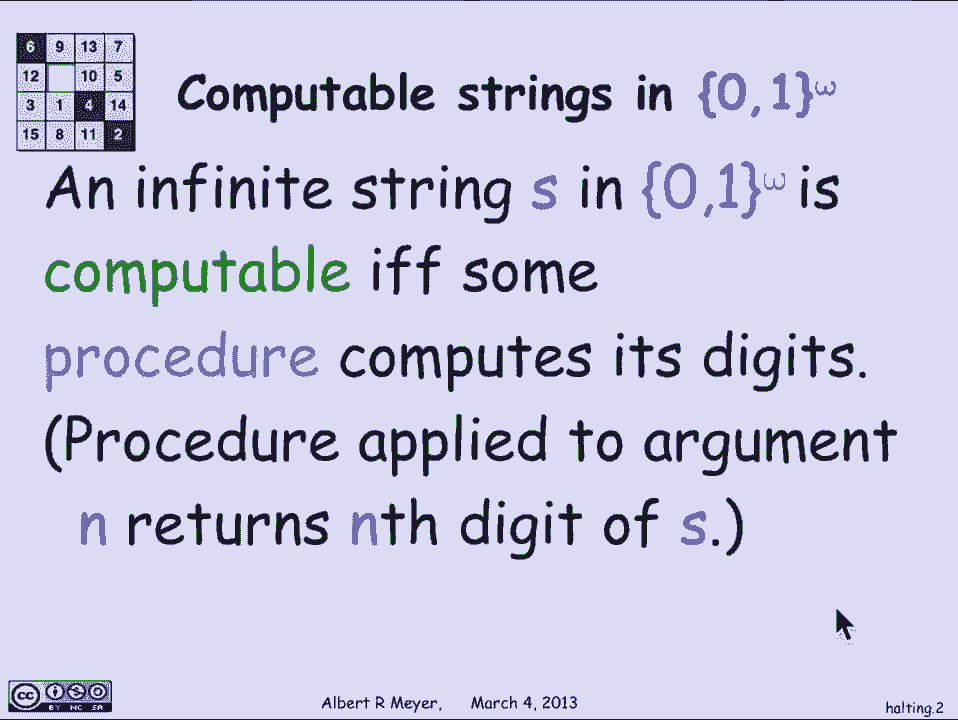 6 9 13 7
12 10 5
3 1 4 14
15 8 11 2
Computable strings in {0,1}ω
An infinite string s in {0,1}ω is
computable iff some
procedure computes its digits.
(Procedure applied to argument
n returns nth digit of s.)
cc
BY NC SA
Albert R Meyer, March 4, 2013
halting.2